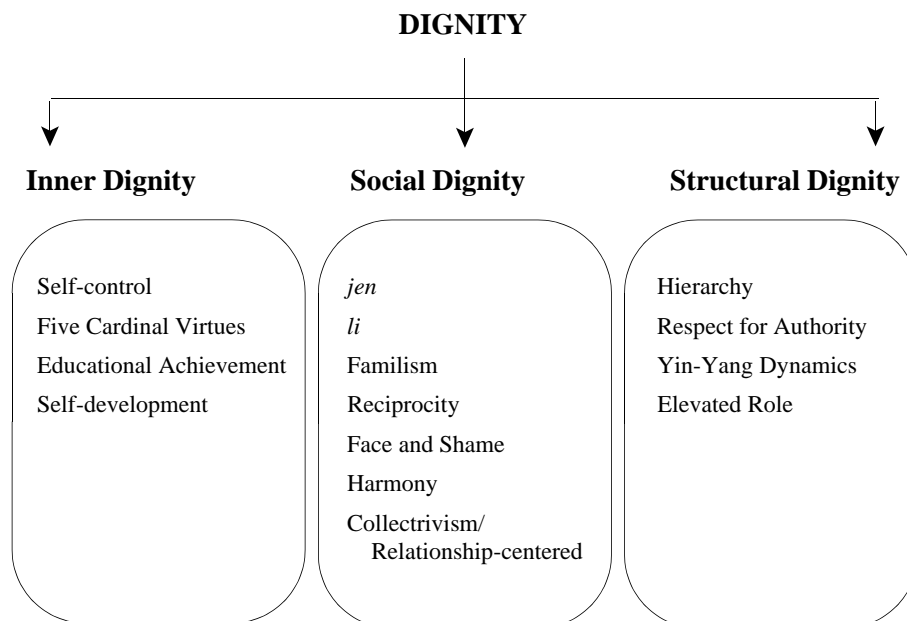 DIGNITY
Inner Dignity
Self-control
Five Cardinal Virtues
Educational Achievement
Self-development
Social Dignity
jen
li
Familism
Reciprocity
Face and Shame
Harmony
Collectrivism/
Relationship-centered
Structural Dignity
Hierarchy
Respect for Authority
Yin-Yang Dynamics
Elevated Role